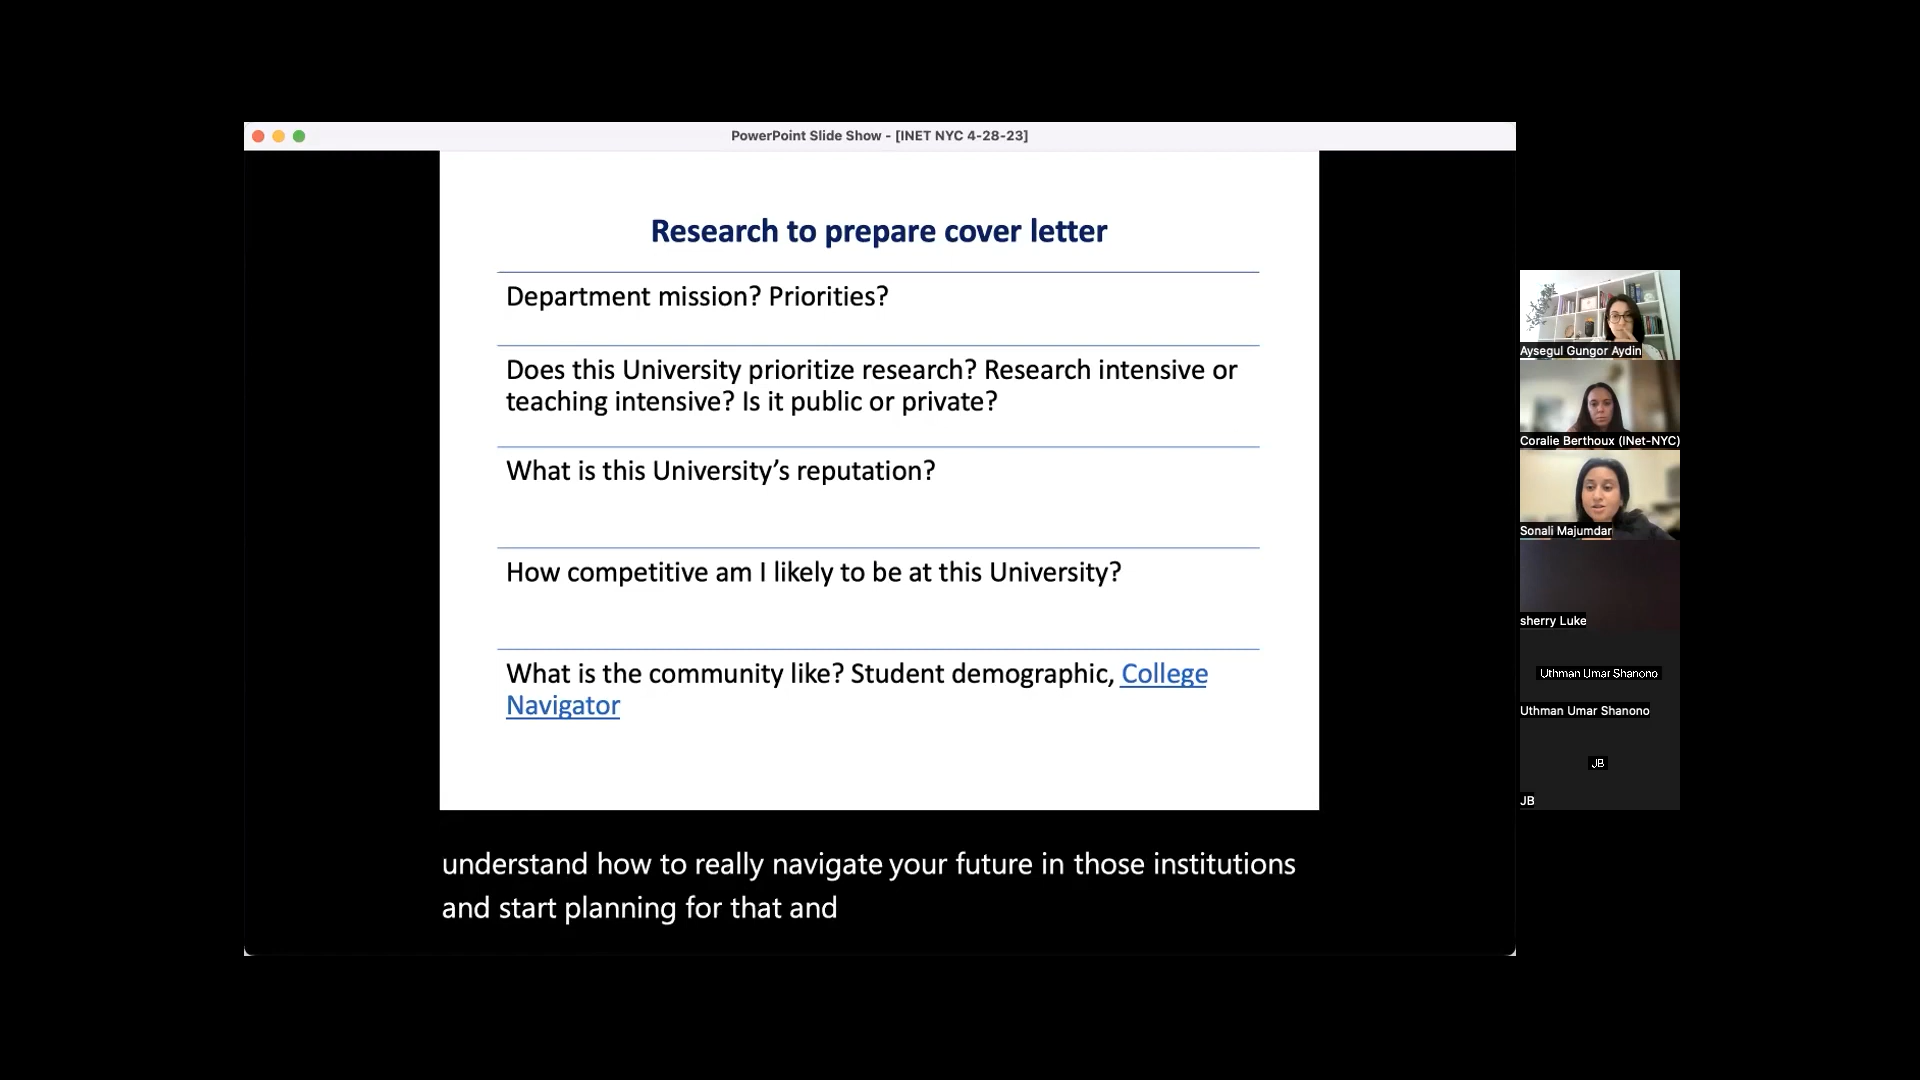 PowerPoint Slide Show - [INET NYC 4-28-23]
Research to prepare cover letter
Department mission? Priorities?
Does this University prioritize research? Research intensive or
teaching intensive? Is it public or private?
What is this University’s reputation?
How competitive am I likely to be at this University?
What is the community like? Student demographic, College
Navigator
understand how to really navigate your future in those institutions
and start planning for that and
Aysegul Gungor Aydin
Coralie Berthoux (INet-NYC)
Sonali Majumdar
sherry Luke
Uthman Umar Shanono
Uthman Umar Shanono
JB
JB